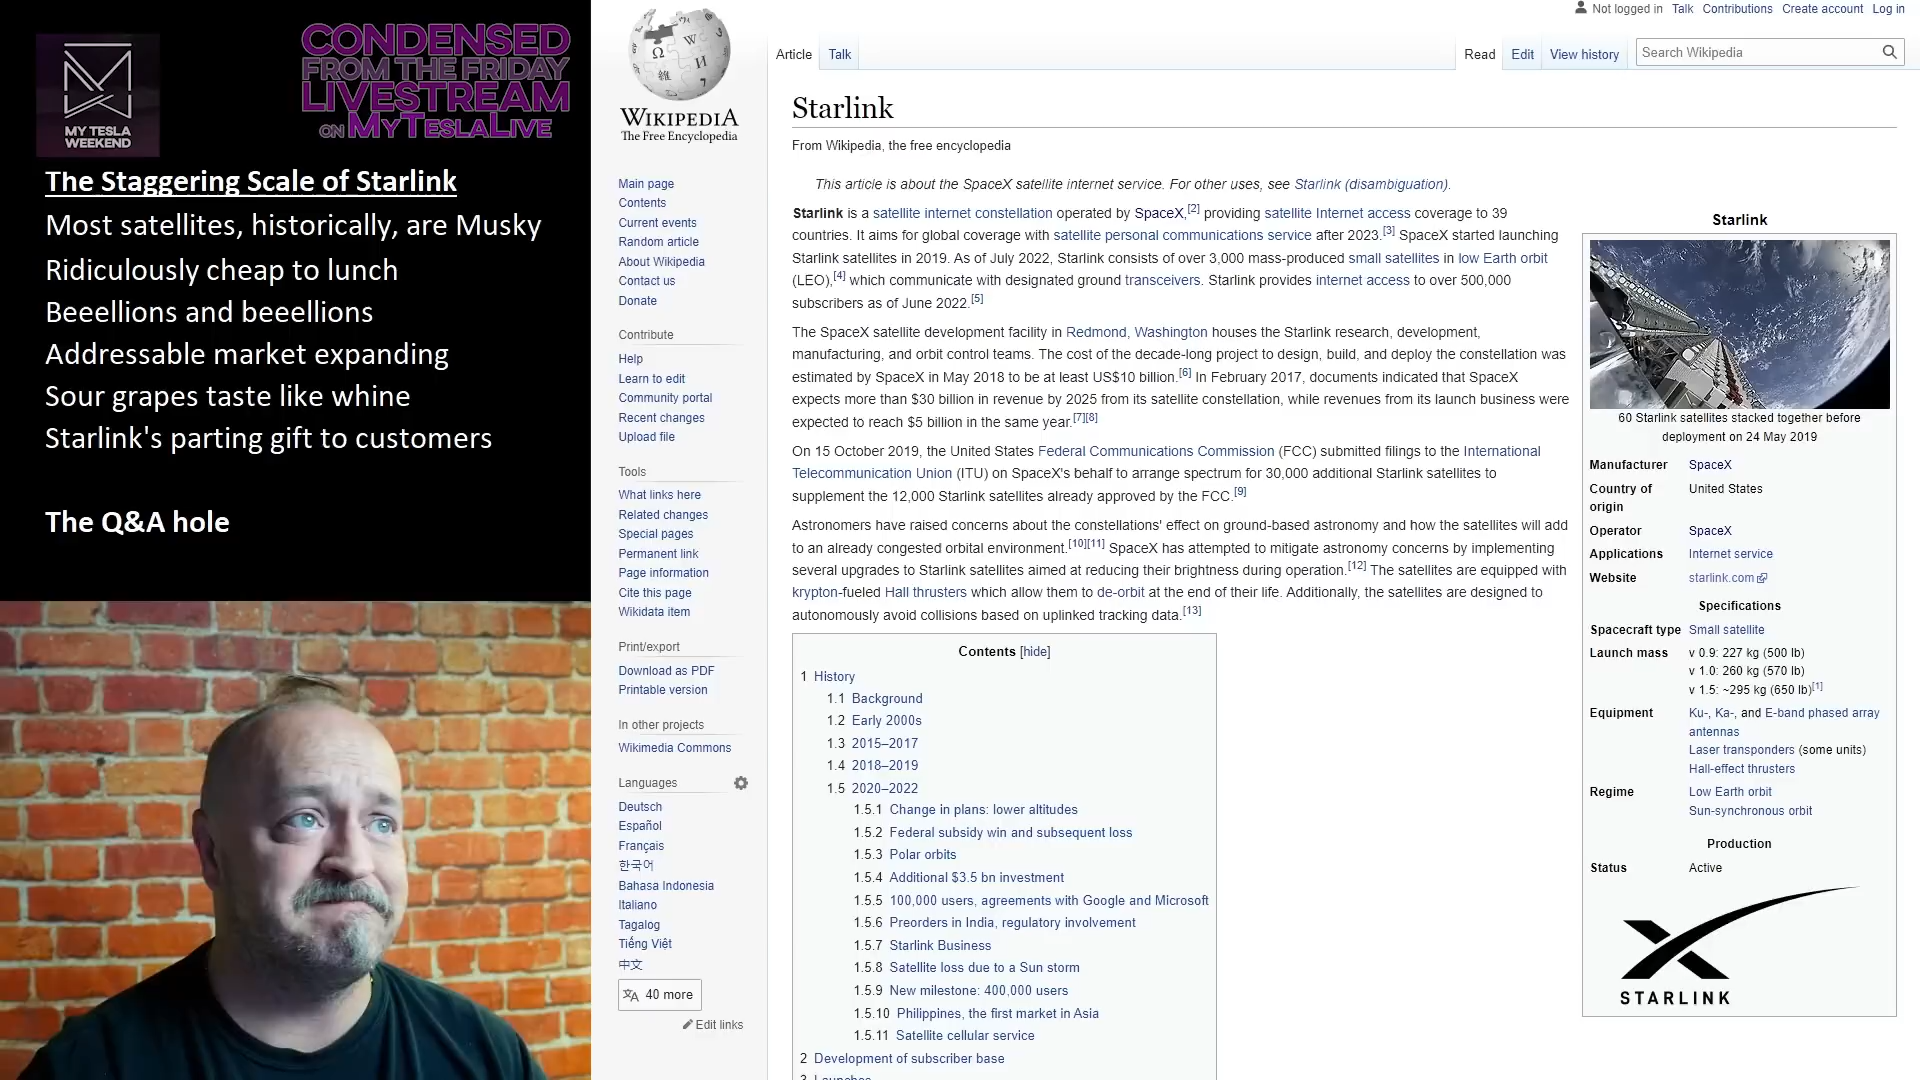 CONDENSED
FROM THE FRIDAY
LIVESTREAM
ON MYTESLALIVE
MY TESLA
WEEKEND
The Staggering Scale of Starlink
Most satellites, historically, are Musky
Ridiculously cheap to lunch
Beeellions and beeellions
Addressable market expanding
Sour grapes taste like whine
Starlink's parting gift to customers
The Q&A hole
WIKIPEDIA
The Free Encyclopedia
Main page
Contents
Current events
Random article
About Wikipedia
Contact us
Donate
Contribute
Help
Learn to edit
Community portal
Recent changes
Upload file
Tools
What links here
Related changes
Special pages
Permanent link
Page information
Cite this page
Wikidata item
Print/export
Download as PDF
Printable version
In other projects
Wikimedia Commons
Languages
Deutsch
Español
Français
한국어
Bahasa Indonesia
Italiano
Tagalog
Tiếng Việt
中文
40 more
Edit links
Not logged in Talk Contributions Create account Log in
Article Talk Read Edit View history Search Wikipedia
Starlink
From Wikipedia, the free encyclopedia
This article is about the SpaceX satellite internet service. For other uses, see Starlink (disambiguation).
Starlink is a satellite internet constellation operated by SpaceX,[2] providing satellite Internet access coverage to 39
countries. It aims for global coverage with satellite personal communications service after 2023.[3] SpaceX started launching
Starlink satellites in 2019. As of July 2022, Starlink consists of over 3,000 mass-produced small satellites in low Earth orbit
(LEO),[4] which communicate with designated ground transceivers. Starlink provides internet access to over 500,000
subscribers as of June 2022.[5]
The SpaceX satellite development facility in Redmond, Washington houses the Starlink research, development,
manufacturing, and orbit control teams. The cost of the decade-long project to design, build, and deploy the constellation was
estimated by SpaceX in May 2018 to be at least US$10 billion.[6] In February 2017, documents indicated that SpaceX
expects more than $30 billion in revenue by 2025 from its satellite constellation, while revenues from its launch business were
expected to reach $5 billion in the same year.[7][8]
On 15 October 2019, the United States Federal Communications Commission (FCC) submitted filings to the International
Telecommunication Union (ITU) on SpaceX's behalf to arrange spectrum for 30,000 additional Starlink satellites to
supplement the 12,000 Starlink satellites already approved by the FCC.[9]
Astronomers have raised concerns about the constellations' effect on ground-based astronomy and how the satellites will add
to an already congested orbital environment.[10][11] SpaceX has attempted to mitigate astronomy concerns by implementing
several upgrades to Starlink satellites aimed at reducing their brightness during operation.[12] The satellites are equipped with
krypton-fueled Hall thrusters which allow them to de-orbit at the end of their life. Additionally, the satellites are designed to
autonomously avoid collisions based on uplinked tracking data.[13]
Contents [hide]
1 History
1.1 Background
1.2 Early 2000s
1.3 2015–2017
1.4 2018–2019
1.5 2020–2022
1.5.1 Change in plans: lower altitudes
1.5.2 Federal subsidy win and subsequent loss
1.5.3 Polar orbits
1.5.4 Additional $3.5 bn investment
1.5.5 100,000 users, agreements with Google and Microsoft
1.5.6 Preorders in India, regulatory involvement
1.5.7 Starlink Business
1.5.8 Satellite loss due to a Sun storm
1.5.9 New milestone: 400,000 users
1.5.10 Philippines, the first market in Asia
1.5.11 Satellite cellular service
2 Development of subscriber base
3 Launches
Starlink
60 Starlink satellites stacked together before
deployment on 24 May 2019
Manufacturer SpaceX
Country of United States
origin
Operator SpaceX
Applications Internet service
Website starlink.com
Specifications
Spacecraft type Small satellite
Launch mass v 0.9: 227 kg (500 lb)
v 1.0: 260 kg (570 lb)
v 1.5: ~295 kg (650 lb)[1]
Equipment Ku-, Ka-, and E-band phased array
antennas
Laser transponders (some units)
Hall-effect thrusters
Regime Low Earth orbit
Sun-synchronous orbit
Production
Status Active
STARLINK